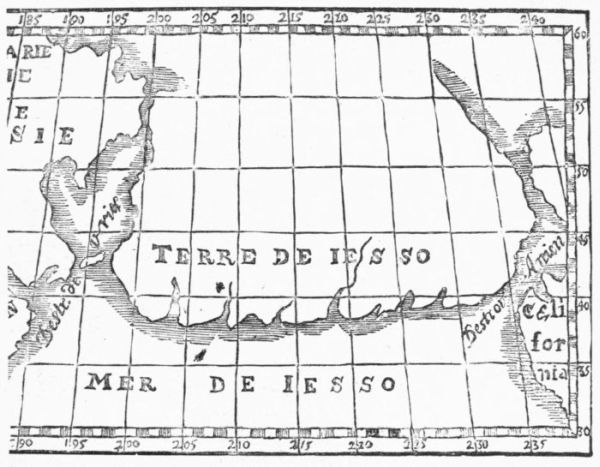 185 190 195 200 205 210 215 220 225 230 235 240
60
ARIE
IE
55
E
SIE
50
45
TERRE DE IESSO
Destr. de Vries
Destroi
Anian
40
Cali
for
nia
35
MER DE IESSO
30
190 195 200 205 210 215 220 225 230 235